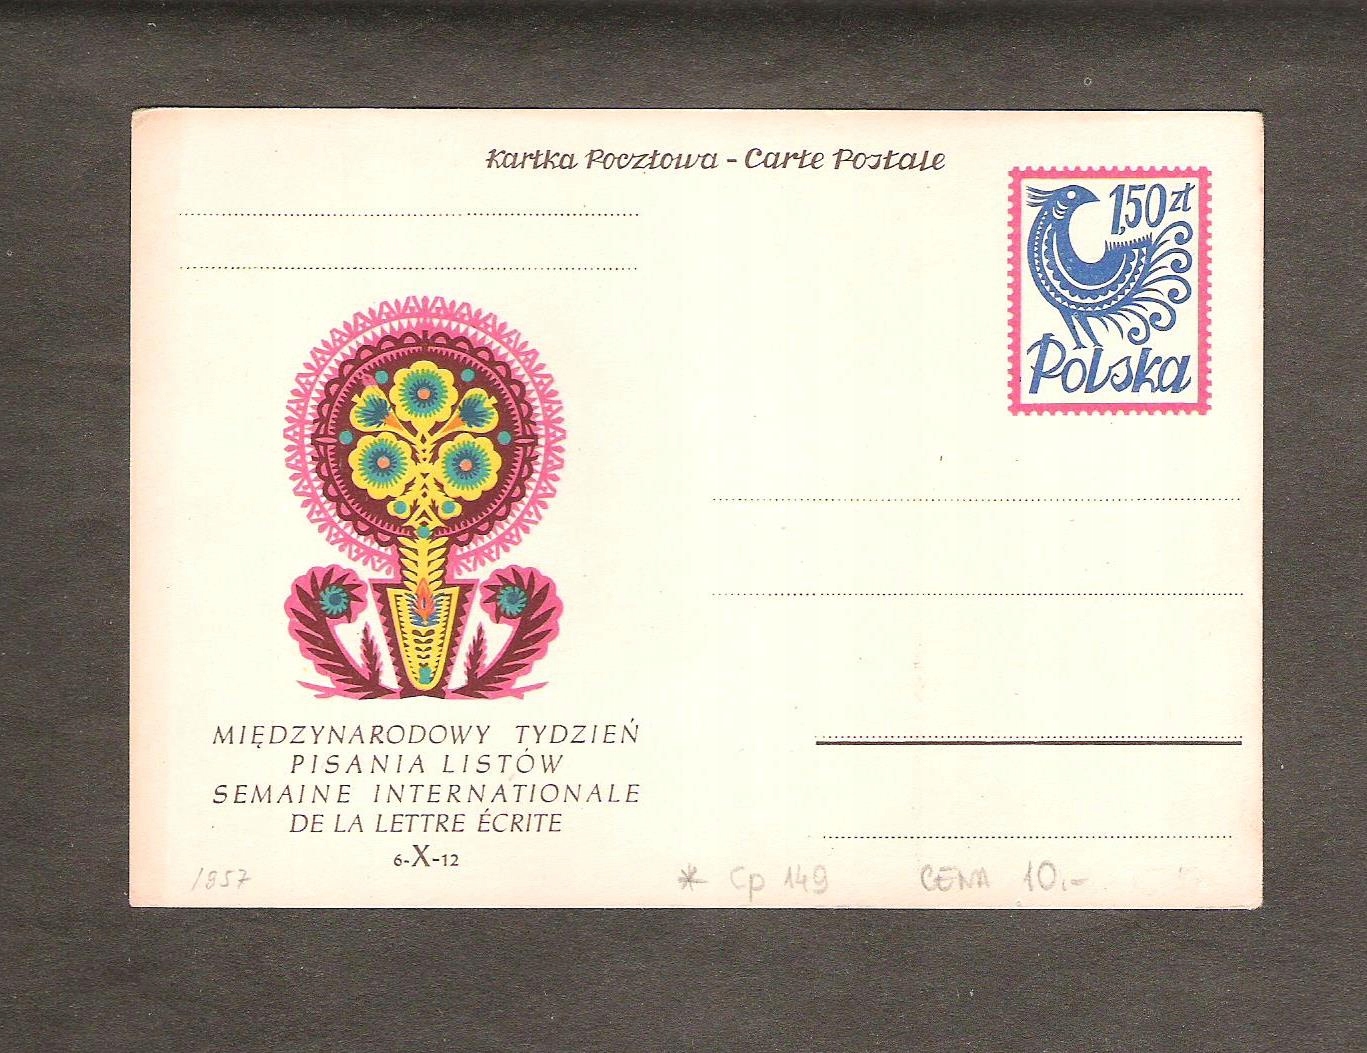 Kartka Pocztowa - Carte Postale
1,50 zł
Polska
MIĘDZYNARODOWY TYDZIEŃ
PISANIA LISTÓW
SEMAINE INTERNATIONALE
DE LA LETTRE ÉCRITE
6-X-12
1957
* Cp 149 CENA 10.-